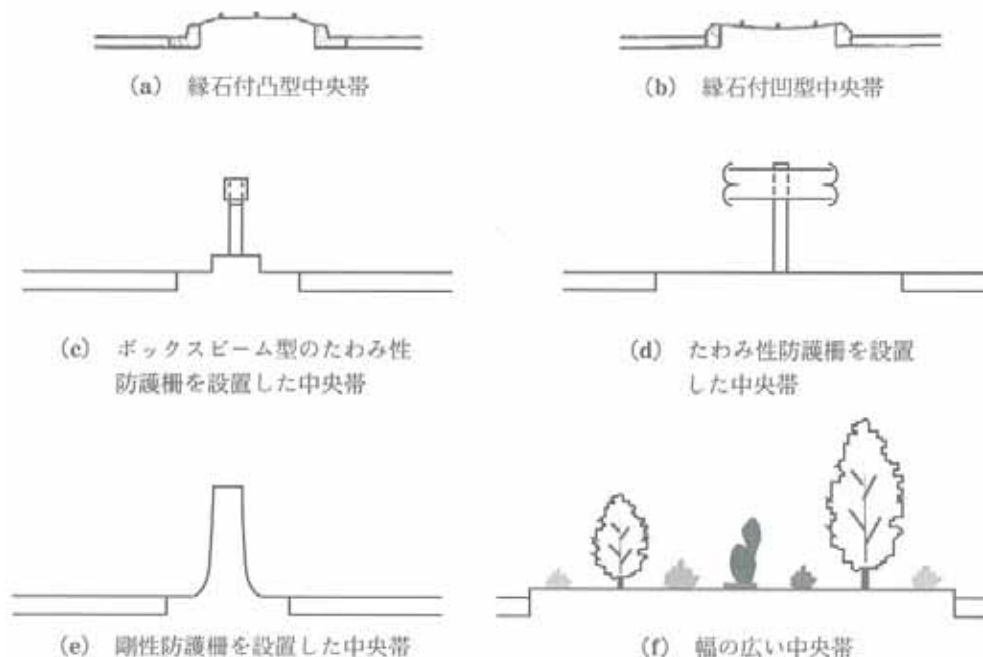 (a) 縁石付凸型中央帯
(b) 縁石付凹型中央帯
(c) ボックスビーム型のたわみ性
防護柵を設置した中央帯
(d) たわみ性防護柵を設置
した中央帯
(e) 剛性防護柵を設置した中央帯
(f) 幅の広い中央帯